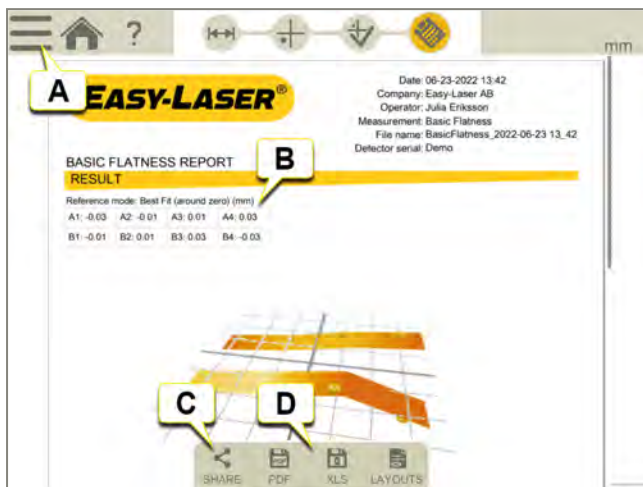 ?
mm
A
EASY-LASER®
Date: 06-23-2022 13:42
Company: Easy-Laser AB
Operator: Julia Eriksson
Measurement: Basic Flatness
File name: BasicFlatness_2022-06-23 13_42
Detector serial: Demo
BASIC FLATNESS REPORT
B
RESULT
Reference mode: Best Fit (around zero) (mm)
A1: -0.03 A2: -0.01 A3: 0.01 A4: 0.03
B1: -0.01 B2: 0.01 B3: 0.03 B4: -0.03
C
D
SHARE PDF XLS LAYOUTS